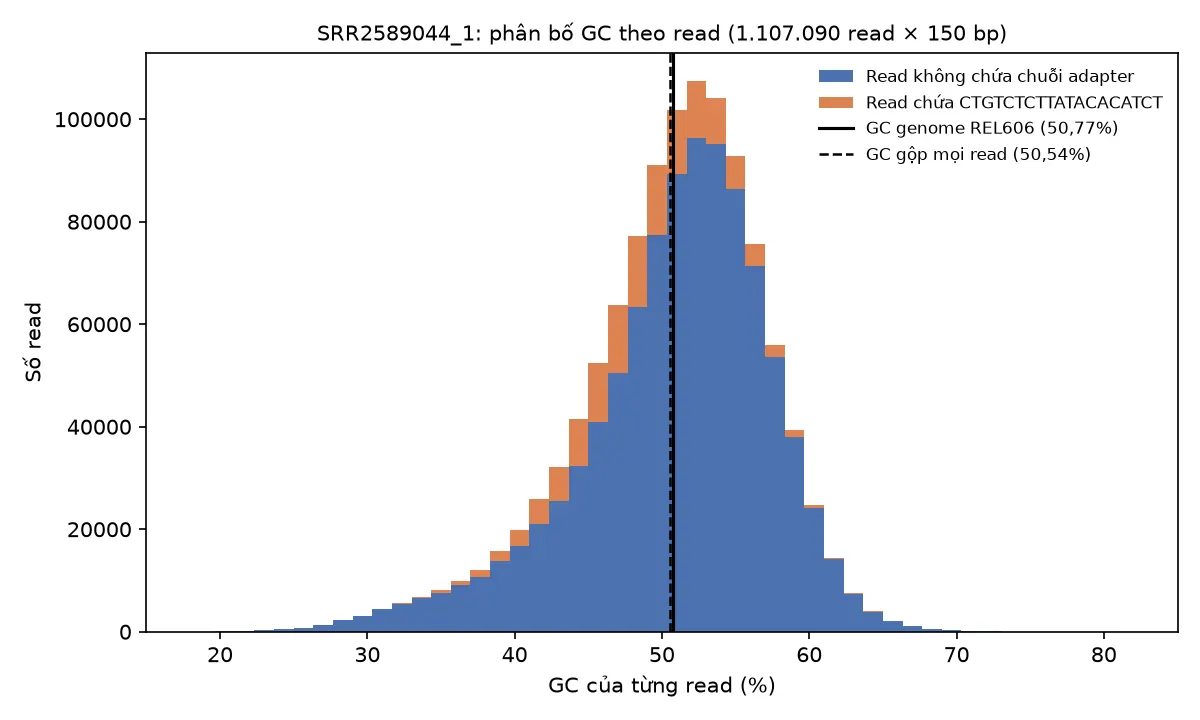 SRR2589044_1: phân bố GC theo read (1.107.090 read × 150 bp)
Read không chứa chuỗi adapter
Read chứa CTGTCTCTTATACACATCT
GC genome REL606 (50,77%)
GC gộp mọi read (50,54%)
Số read
100000
80000
60000
40000
20000
0
20 30 40 50 60 70 80
GC của từng read (%)